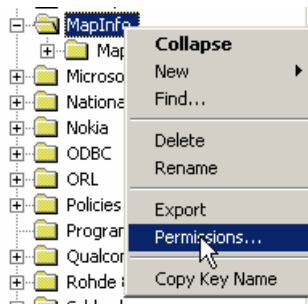 MapInfo
Collapse
New
Find...
Delete
Rename
Export
Permissions...
Copy Key Name
Map
Microso
Nationa
Nokia
ODBC
ORL
Policies
Program
Qualcor
Rohde